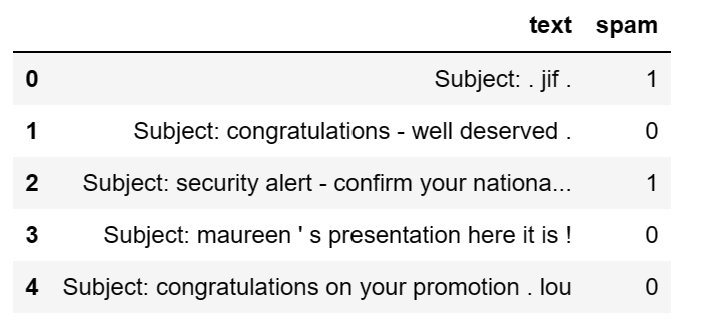 text spam
0 Subject: . jif . 1
1 Subject: congratulations - well deserved . 0
2 Subject: security alert - confirm your nationa... 1
3 Subject: maureen ' s presentation here it is ! 0
4 Subject: congratulations on your promotion . lou 0